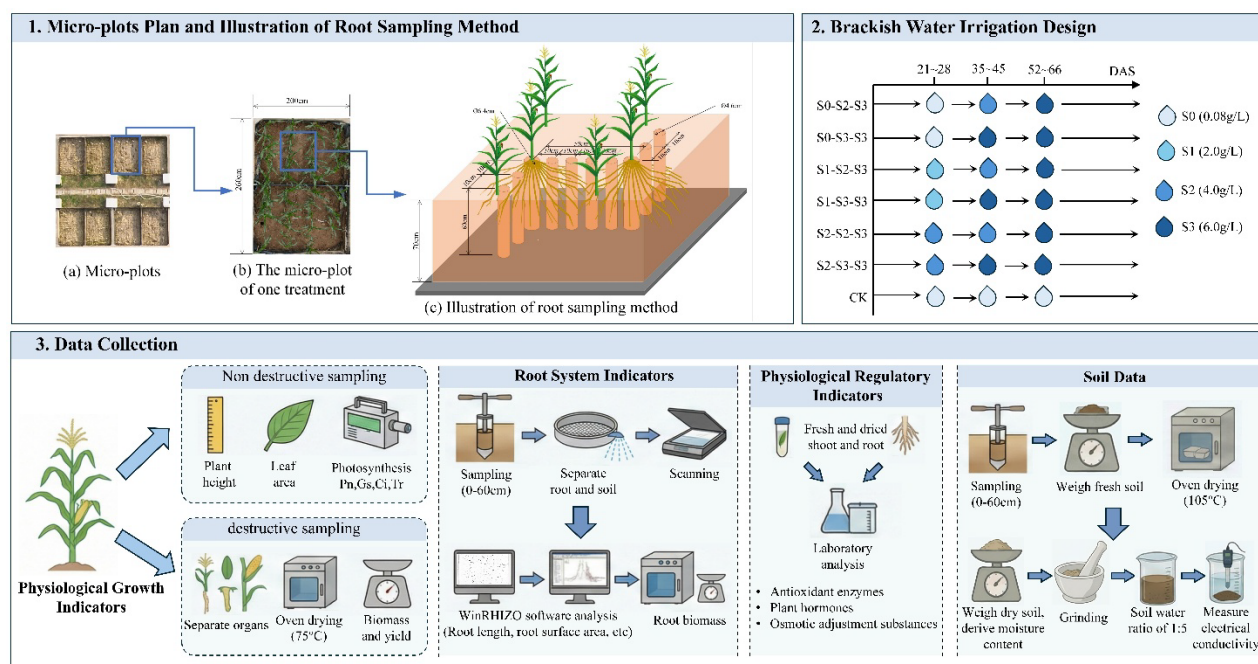 1. Micro-plots Plan and Illustration of Root Sampling Method
200cm
260cm
70cm
60cm
(a) Micro-plots
(b) The micro-plot
of one treatment
(c) Illustration of root sampling method
2. Brackish Water Irrigation Design
21~28
35~45
52~66
DAS
S0-S2-S3
S0-S3-S3
S1-S2-S3
S1-S3-S3
S2-S2-S3
S2-S3-S3
CK
S0 (0.08g/L)
S1 (2.0g/L)
S2 (4.0g/L)
S3 (6.0g/L)
3. Data Collection
Physiological Growth
Indicators
Non destructive sampling
Plant
height
Leaf
area
Photosynthesis
Pn,Gs,Ci,Tr
destructive sampling
Separate organs
Oven drying
(75°C)
Biomass
and yield
Root System Indicators
Sampling
(0-60cm)
Separate
root and soil
Scanning
WinRHIZO software analysis
(Root length, root surface area, etc)
Root biomass
Physiological Regulatory
Indicators
Fresh and dried
shoot and root
Laboratory
analysis
• Antioxidant enzymes
• Plant hormones
• Osmotic adjustment substances
Soil Data
Sampling
(0-60cm)
Weigh fresh soil
Oven drying
(105°C)
Weigh dry soil,
derive moisture
content
Grinding
Soil water
ratio of 1:5
Measure
electrical
conductivity